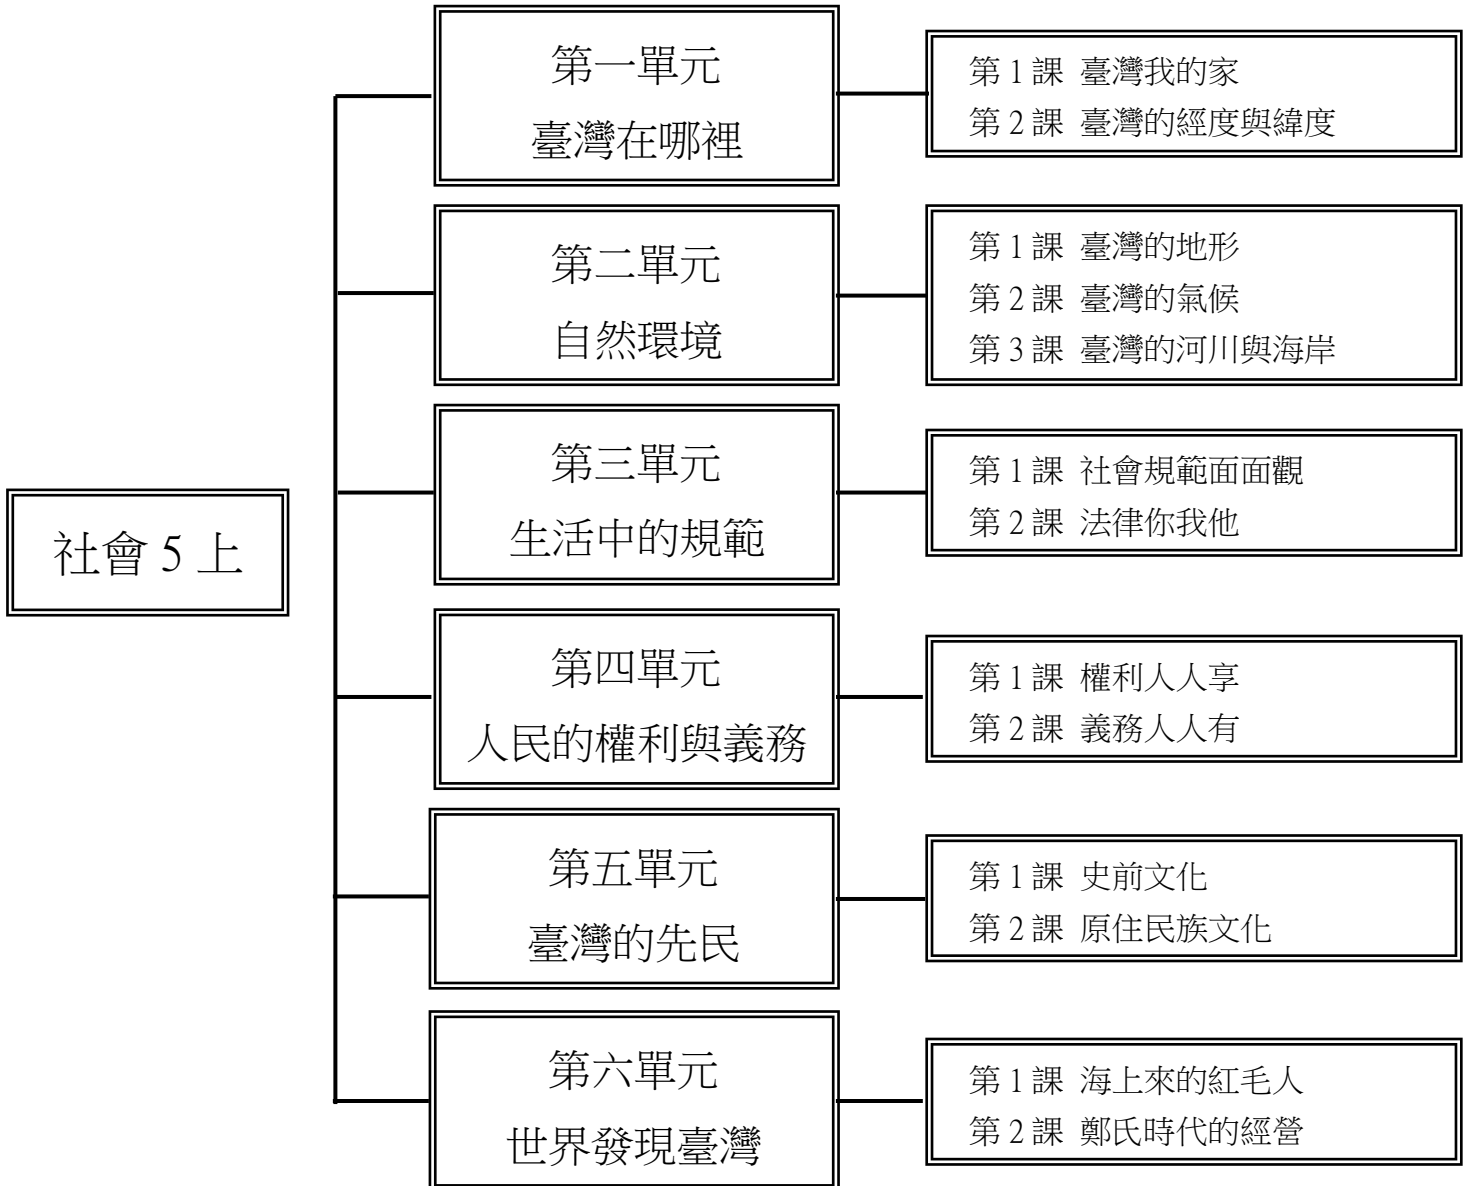 社會 5 上
第一單元
臺灣在哪裡
第 1 課 臺灣我的家
第 2 課 臺灣的經度與緯度
第二單元
自然環境
第 1 課 臺灣的地形
第 2 課 臺灣的氣候
第 3 課 臺灣的河川與海岸
第三單元
生活中的規範
第 1 課 社會規範面面觀
第 2 課 法律你我他
第四單元
人民的權利與義務
第 1 課 權利人人享
第 2 課 義務人人有
第五單元
臺灣的先民
第 1 課 史前文化
第 2 課 原住民族文化
第六單元
世界發現臺灣
第 1 課 海上來的紅毛人
第 2 課 鄭氏時代的經營